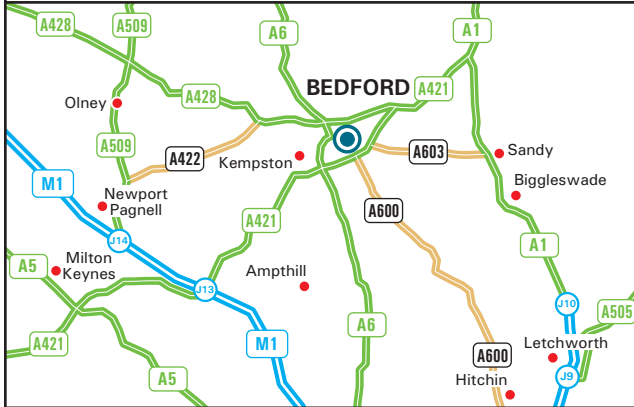 A428
A509
A6
A1
BEDFORD
A421
A428
Olney
A509
A422
Kempston
A603
Sandy
M1
Newport
Pagnell
Biggleswade
A600
A421
J14
A1
A5
Milton
Keynes
Ampthill
J13
J10
A505
A6
A421
M1
Letchworth
A600
J9
A5
Hitchin